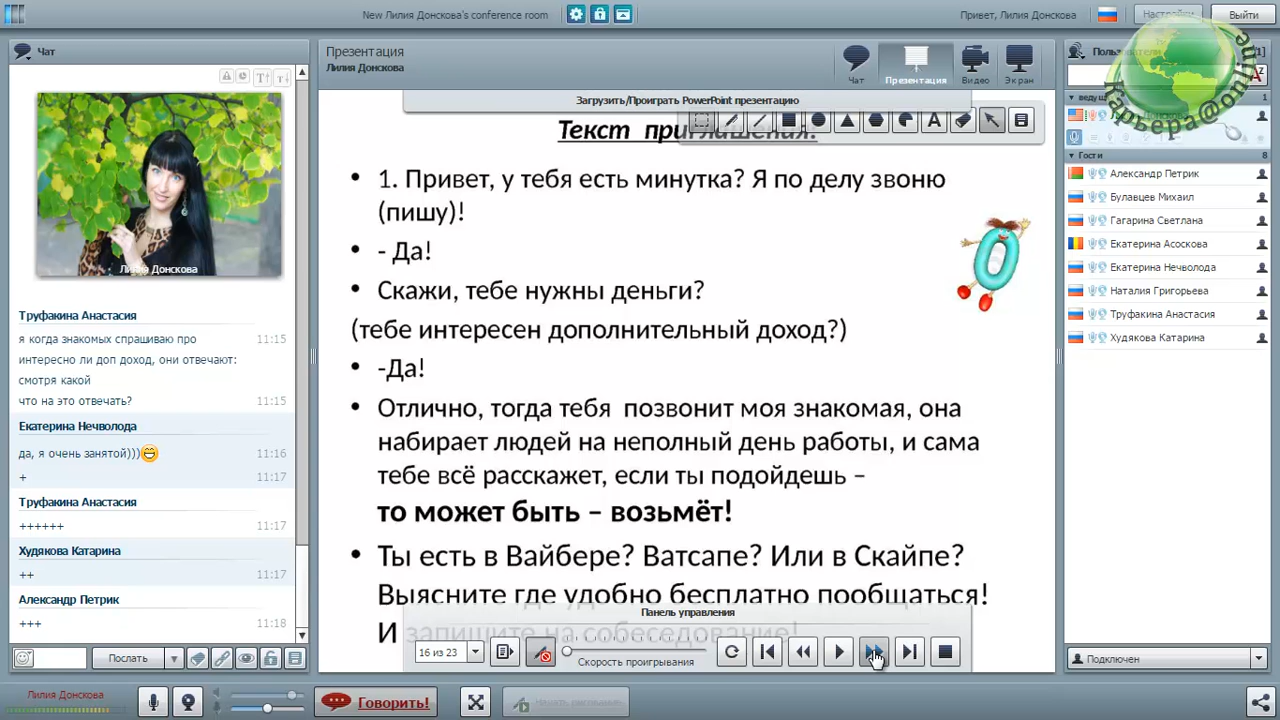 New Лилия Донскова's conference room
Привет, Лилия Донскова
Настройки
Выйти
Чат
T
T
Лилия Донскова
Труфакина Анастасия
я когда знакомых спрашиваю про 11:15
интересно ли доп доход, они отвечают:
смотря какой
что на это отвечать? 11:15
Екатерина Нечволода
да, я очень занятой))) 11:16
+ 11:17
Труфакина Анастасия
++++++ 11:17
Худякова Катарина
++ 11:17
Александр Петрик
+++ 11:18
Послать
Презентация
Лилия Донскова
Чат
Презентация
Видео
Экран
Загрузить/Проиграть PowerPoint презентацию
A
Текст приглашения:
• 1. Привет, у тебя есть минутка? Я по делу звоню
(пишу)!
• - Да!
• Скажи, тебе нужны деньги?
(тебе интересен дополнительный доход?)
• -Да!
• Отлично, тогда тебя позвонит моя знакомая, она
набирает людей на неполный день работы, и сама
тебе всё расскажет, если ты подойдешь –
то может быть – возьмёт!
• Ты есть в Вайбере? Ватсапе? Или в Скайпе?
Выясните где удобно бесплатно пообщаться!
И запишите на собеседование!
Панель управления
16 из 23
Скорость проигрывания
Пользователи
1]
AZ
карьера@online
ведущ
1
Гости 8
Александр Петрик
Булавцев Михаил
Гагарина Светлана
Екатерина Асоскова
Екатерина Нечволода
Наталия Григорьева
Труфакина Анастасия
Худякова Катарина
Подключен
Лилия Донскова
Говорить!